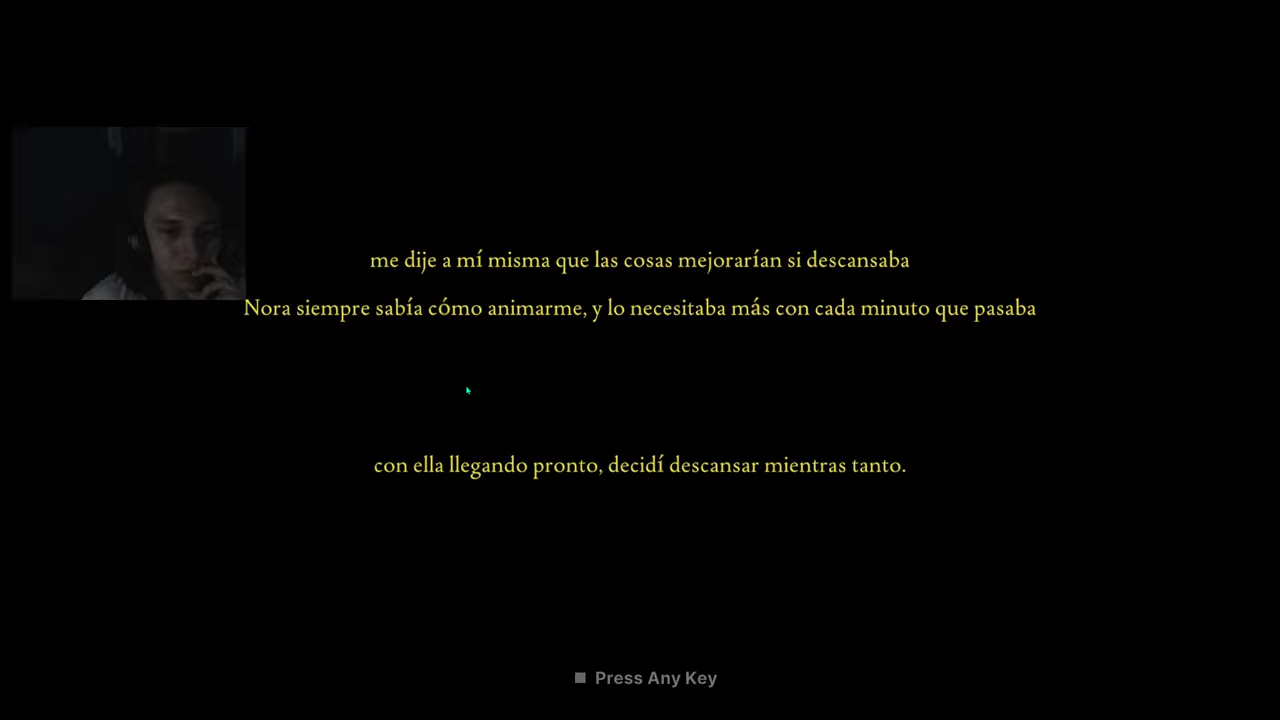 me dije a mí misma que las cosas mejorarían si descansaba
Nora siempre sabía cómo animarme, y lo necesitaba más con cada minuto que pasaba
con ella llegando pronto, decidí descansar mientras tanto.
Press Any Key